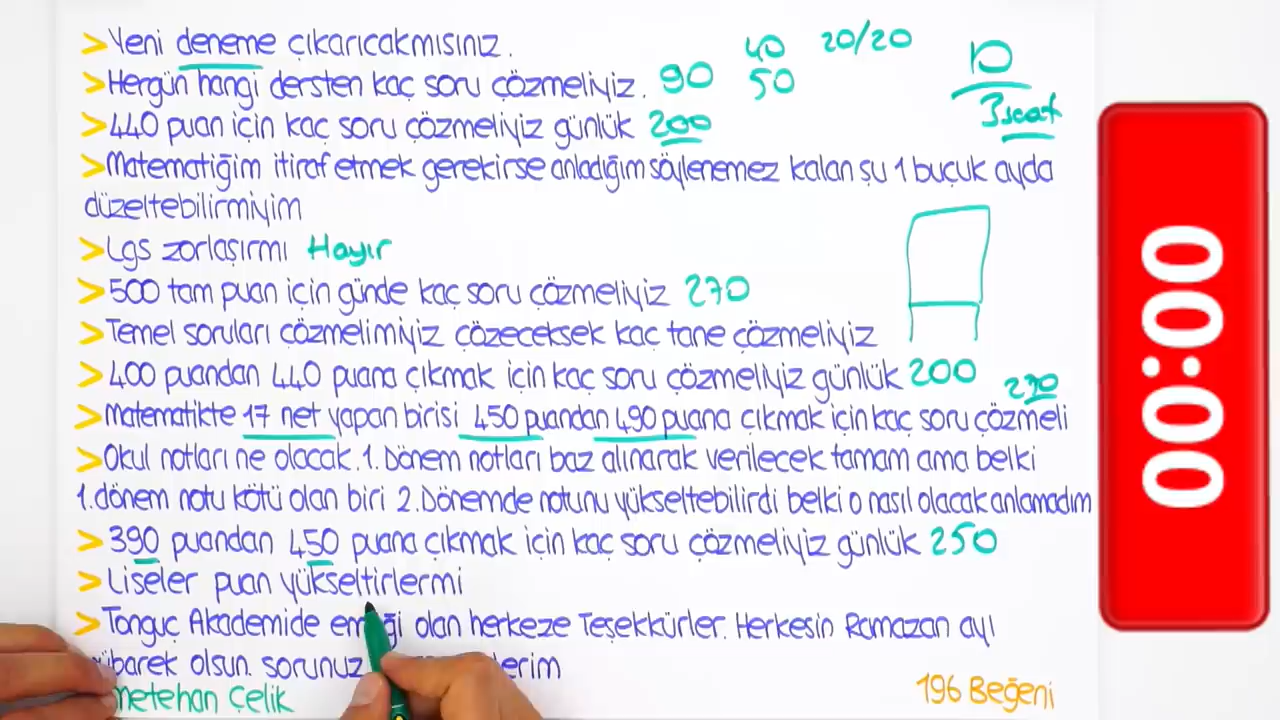 >Yeni deneme çıkarıcakmısınız. 40 20/20 10
>Hergün hangi dersten kaç soru çözmeliyiz. 90 50 3 saat
>440 puan için kaç soru çözmeliyiz günlük 200
>Matematiğim itiraf etmek gerekirse anladığım söylenemez kalan şu 1 buçuk ayda
düzeltebilirmiyim
>Lgs zorlaşırmı Hayır
>500 tam puan için günde kaç soru çözmeliyiz 270
>Temel soruları çözmelimiyiz çözeceksek kaç tane çözmeliyiz
>400 puandan 440 puana çıkmak için kaç soru çözmeliyiz günlük 200 270
>Matematikte 17 net yapan birisi 450 puandan 490 puana çıkmak için kaç soru çözmeli
>Okul notları ne olacak.1. Dönem notları baz alınarak verilecek tamam ama belki
1.dönem notu kötü olan biri 2.Dönemde notunu yükseltebilirdi belki o nasıl olacak anlamadım
>390 puandan 450 puana çıkmak için kaç soru çözmeliyiz günlük 250
>Liseler puan yükseltirlermi
>Tonguç Akademide olan herkeze Teşekkürler. Herkesin Ramazan ayı
olsun. sorunuz
metehan Çelik 196 Beğeni
00:00